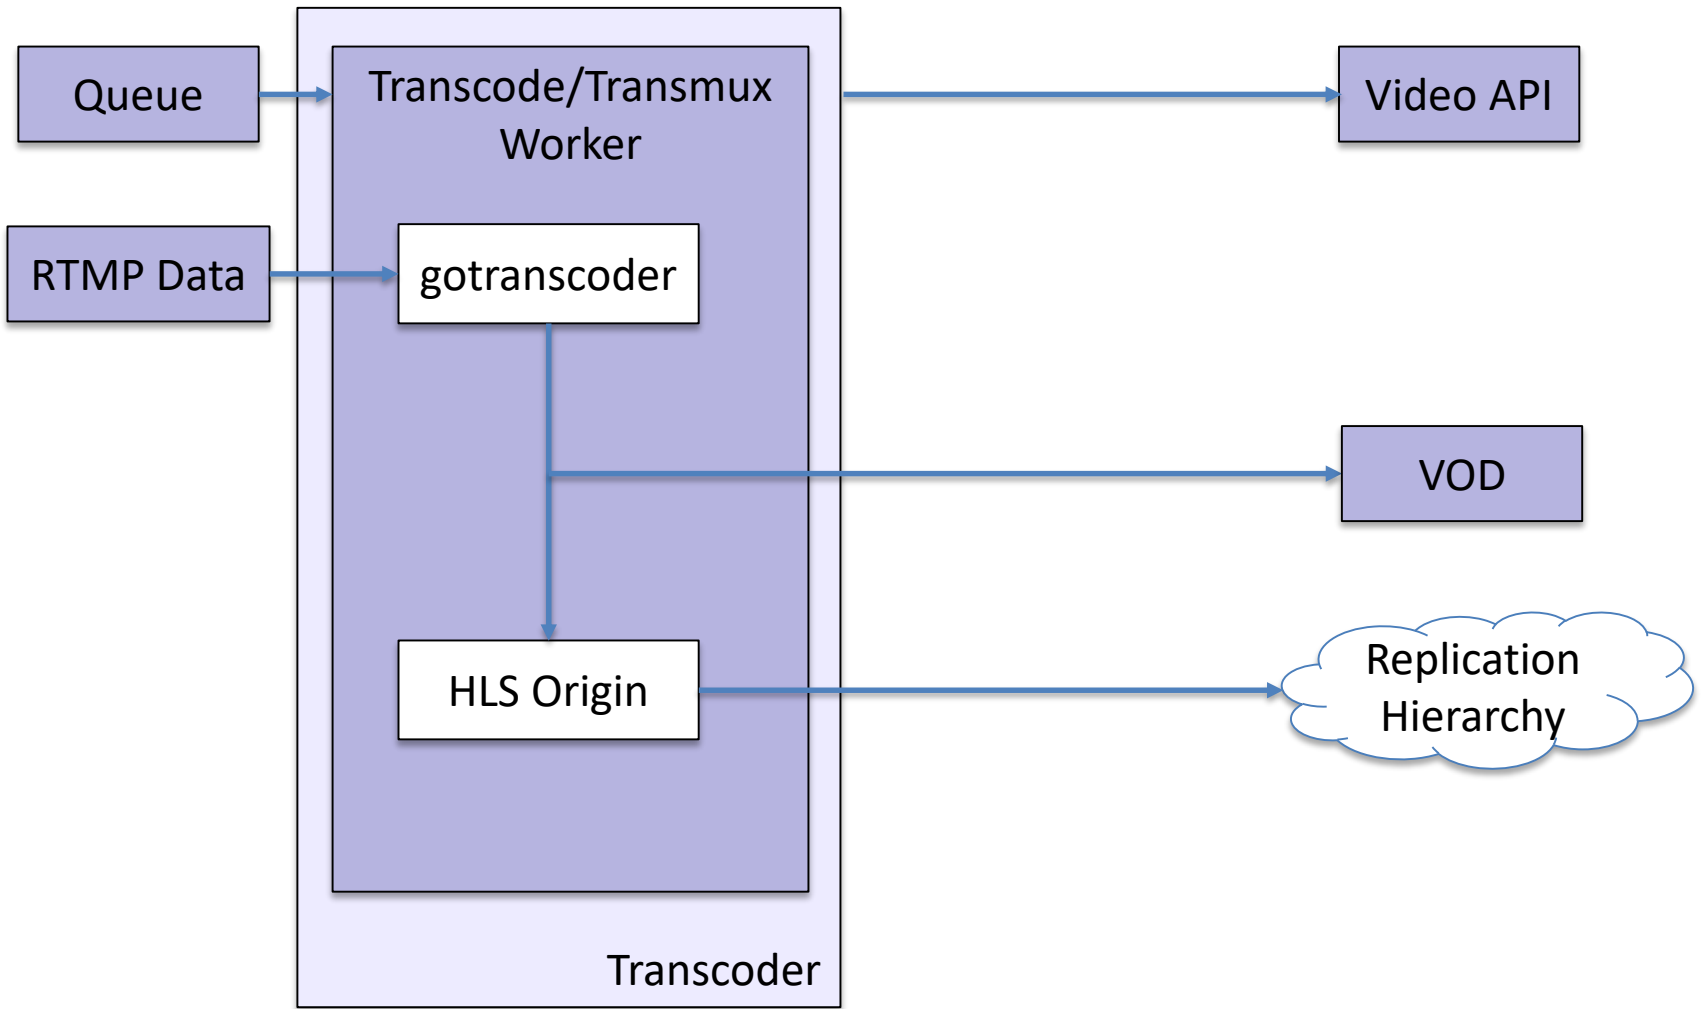 Queue
Transcode/Transmux
Worker
Video API
RTMP Data
gotranscoder
VOD
HLS Origin
Replication
Hierarchy
Transcoder